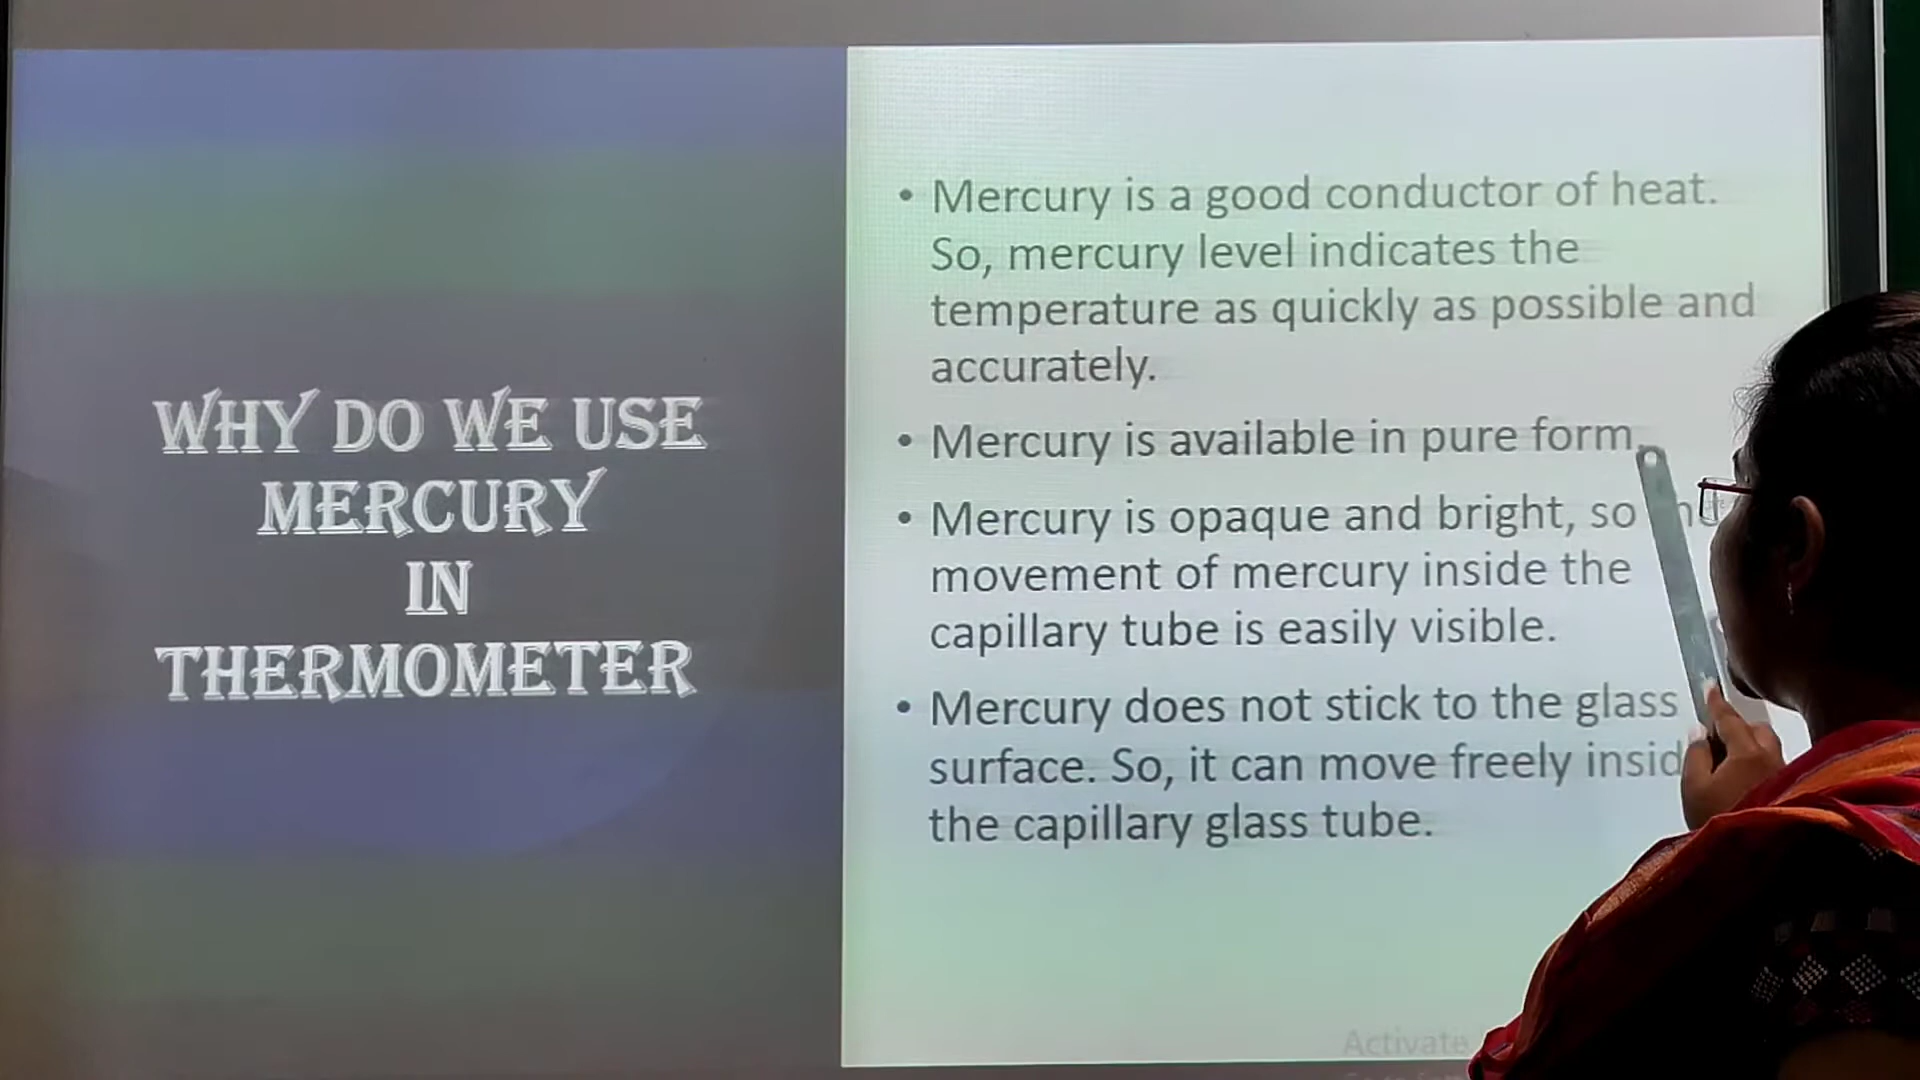 WHY DO WE USE
MERCURY
IN
THERMOMETER
• Mercury is a good conductor of heat.
So, mercury level indicates the
temperature as quickly as possible and
accurately.
• Mercury is available in pure form.
• Mercury is opaque and bright, so
movement of mercury inside the
capillary tube is easily visible.
• Mercury does not stick to the glass
surface. So, it can move freely insid
the capillary glass tube.
Activate